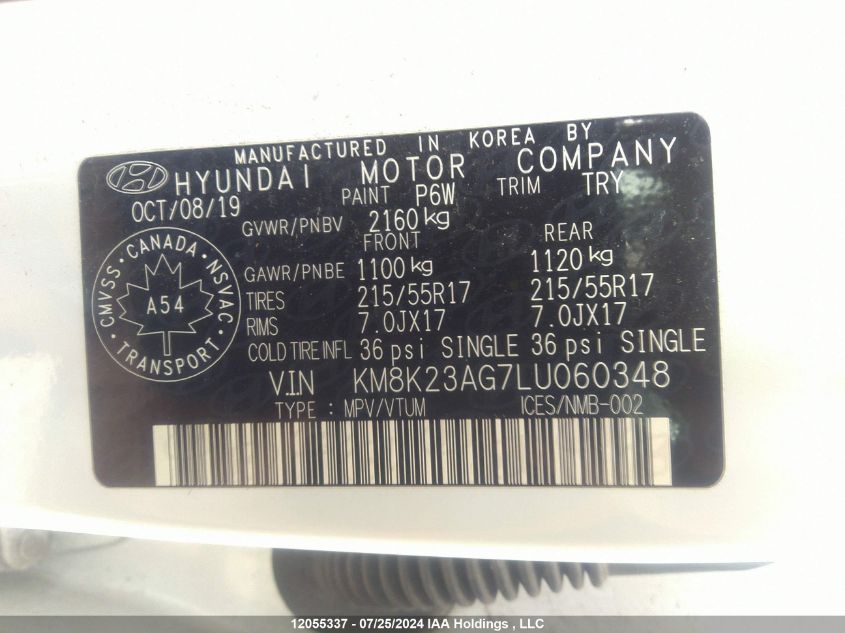 MANUFACTURED IN KOREA BY
HYUNDAI MOTOR COMPANY
OCT/08/19 PAINT P6W TRIM TRY
GVWR/PNBV 2160 kg
FRONT REAR
GAWR/PNBE 1100 kg 1120 kg
TIRES 215/55R17 215/55R17
RIMS 7.0JX17 7.0JX17
COLD TIRE INFL 36 psi SINGLE 36 psi SINGLE
V.I.N KM8K23AG7LU060348
TYPE : MPV/VTUM ICES/NMB-002
CMVSS • CANADA • NSVAC
A54
• TRANSPORT •
12055337 - 07/25/2024 IAA Holdings, LLC